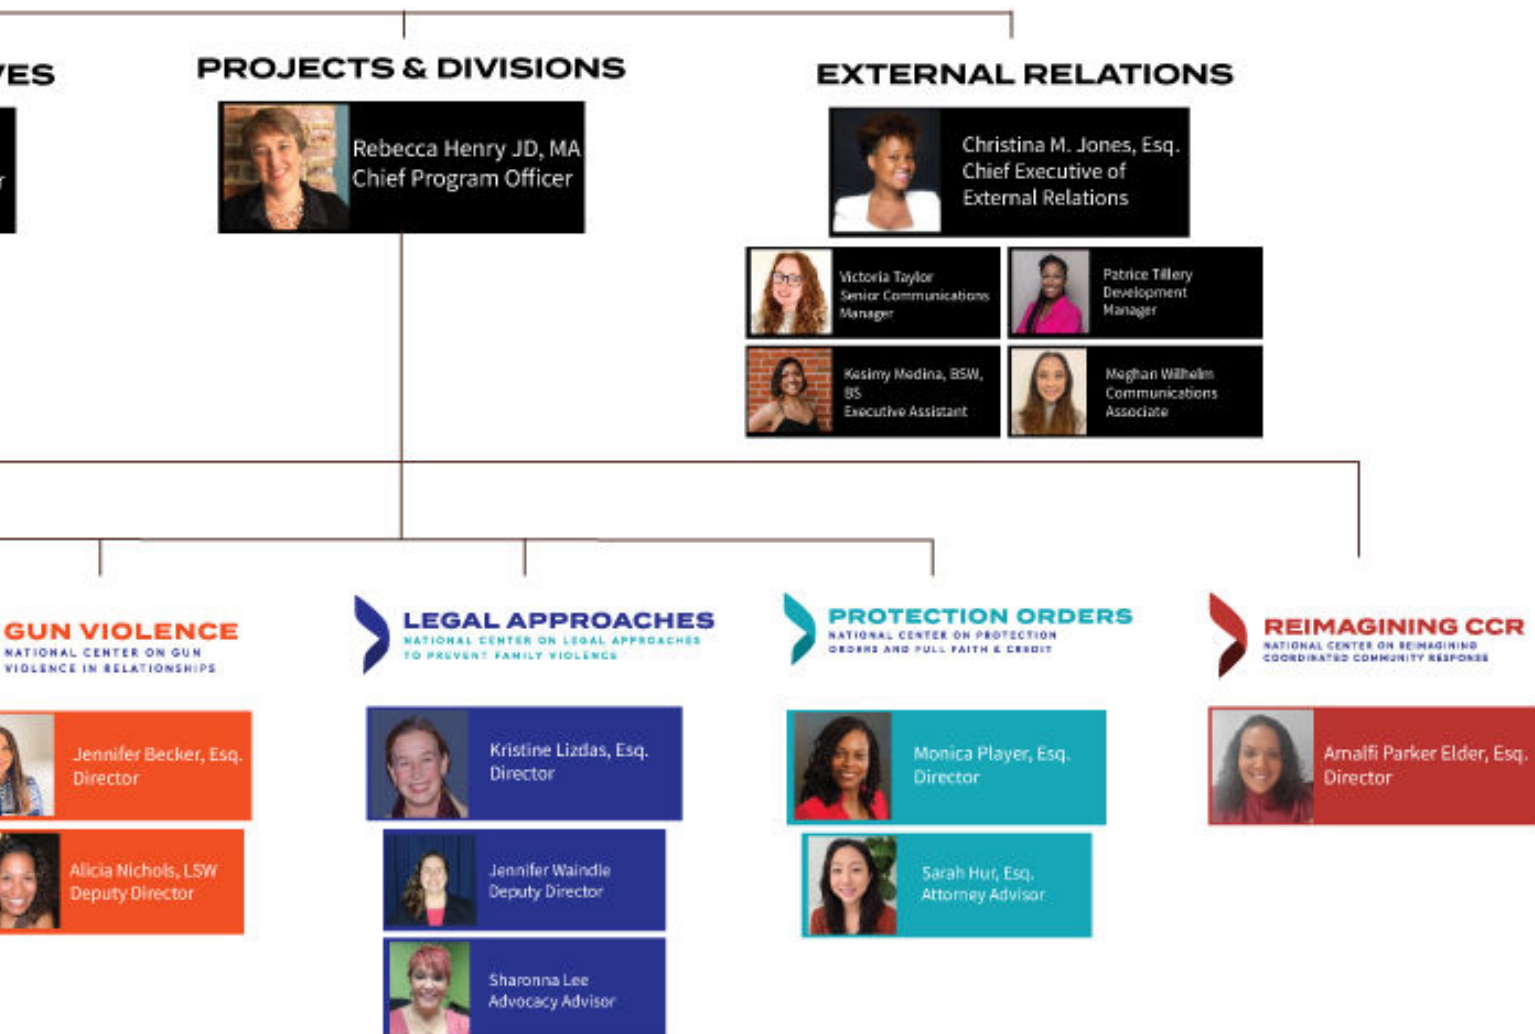 VES
PROJECTS & DIVISIONS
Rebecca Henry JD, MA
Chief Program Officer
EXTERNAL RELATIONS
Christina M. Jones, Esq.
Chief Executive of
External Relations
Victoria Taylor
Senior Communications
Manager
Patrice Tillery
Development
Manager
Kesimy Medina, BSW,
BS
Executive Assistant
Meghan Wilhelm
Communications
Associate
GUN VIOLENCE
NATIONAL CENTER ON GUN
VIOLENCE IN RELATIONSHIPS
Jennifer Becker, Esq.
Director
Alicia Nichols, LSW
Deputy Director
LEGAL APPROACHES
NATIONAL CENTER ON LEGAL APPROACHES
TO PREVENT FAMILY VIOLENCE
Kristine Lizdas, Esq.
Director
Jennifer Waindle
Deputy Director
Sharonna Lee
Advocacy Advisor
PROTECTION ORDERS
NATIONAL CENTER ON PROTECTION
ORDERS AND FULL FAITH & CREDIT
Monica Player, Esq.
Director
Sarah Hur, Esq.
Attorney Advisor
REIMAGINING CCR
NATIONAL CENTER ON REIMAGINING
COORDINATED COMMUNITY RESPONSE
Amalfi Parker Elder, Esq.
Director